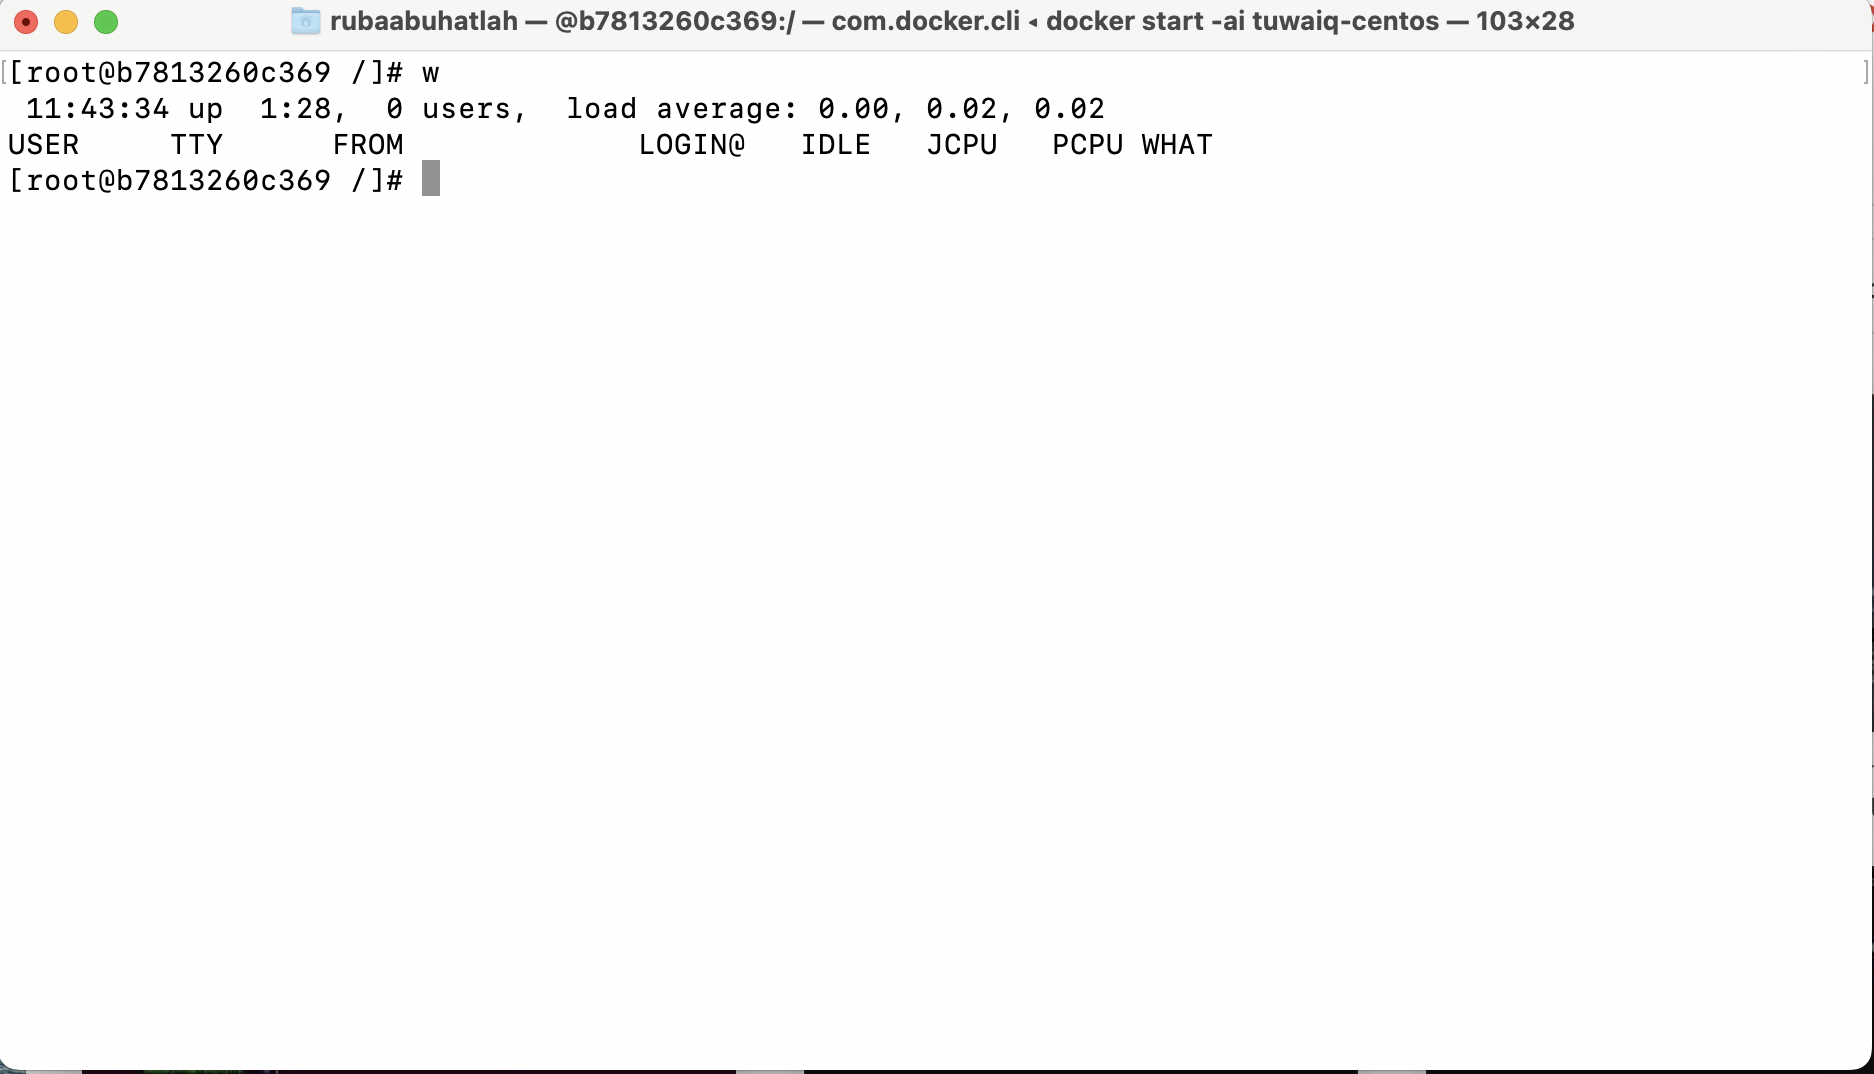 rubaabuhatlah — @b7813260c369:/ — com.docker.cli ◂ docker start -ai tuwaiq-centos — 103×28
[[root@b7813260c369 /]# w ]
 11:43:34 up  1:28,  0 users,  load average: 0.00, 0.02, 0.02
USER     TTY      FROM             LOGIN@   IDLE   JCPU   PCPU WHAT
[root@b7813260c369 /]#